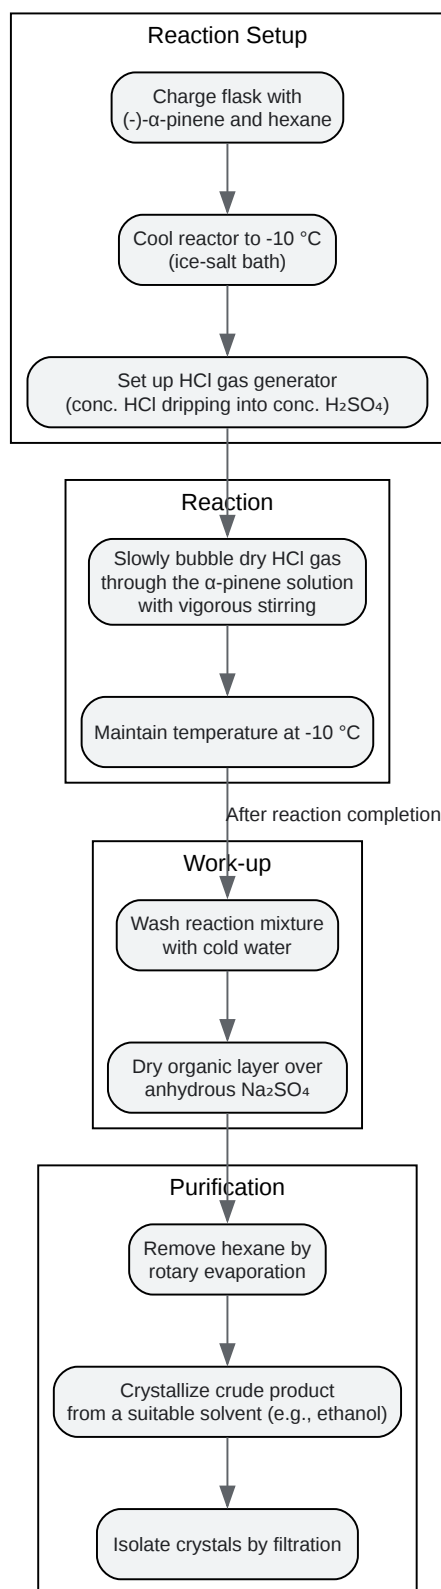 Reaction Setup
Charge flask with
(-)-α-pinene and hexane
Cool reactor to -10 °C
(ice-salt bath)
Set up HCl gas generator
(conc. HCl dripping into conc. H₂SO₄)
Reaction
Slowly bubble dry HCl gas
through the α-pinene solution
with vigorous stirring
Maintain temperature at -10 °C
After reaction completion
Work-up
Wash reaction mixture
with cold water
Dry organic layer over
anhydrous Na₂SO₄
Purification
Remove hexane by
rotary evaporation
Crystallize crude product
from a suitable solvent (e.g., ethanol)
Isolate crystals by filtration